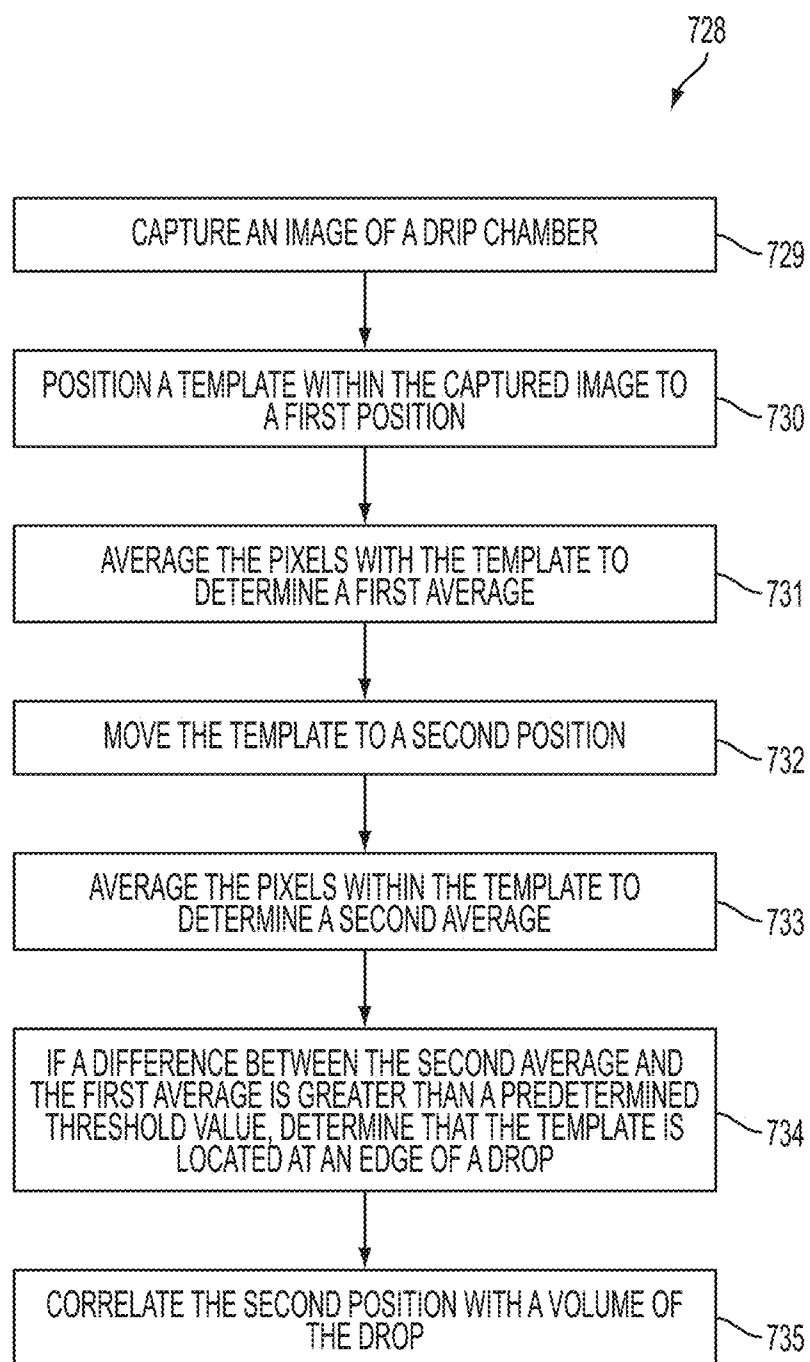 728
CAPTURE AN IMAGE OF A DRIP CHAMBER
729
POSITION A TEMPLATE WITHIN THE CAPTURED IMAGE TO
A FIRST POSITION
730
AVERAGE THE PIXELS WITH THE TEMPLATE TO
DETERMINE A FIRST AVERAGE
731
MOVE THE TEMPLATE TO A SECOND POSITION
732
AVERAGE THE PIXELS WITHIN THE TEMPLATE TO
DETERMINE A SECOND AVERAGE
733
IF A DIFFERENCE BETWEEN THE SECOND AVERAGE AND
THE FIRST AVERAGE IS GREATER THAN A PREDETERMINED
THRESHOLD VALUE, DETERMINE THAT THE TEMPLATE IS
LOCATED AT AN EDGE OF A DROP
734
CORRELATE THE SECOND POSITION WITH A VOLUME OF
THE DROP
735